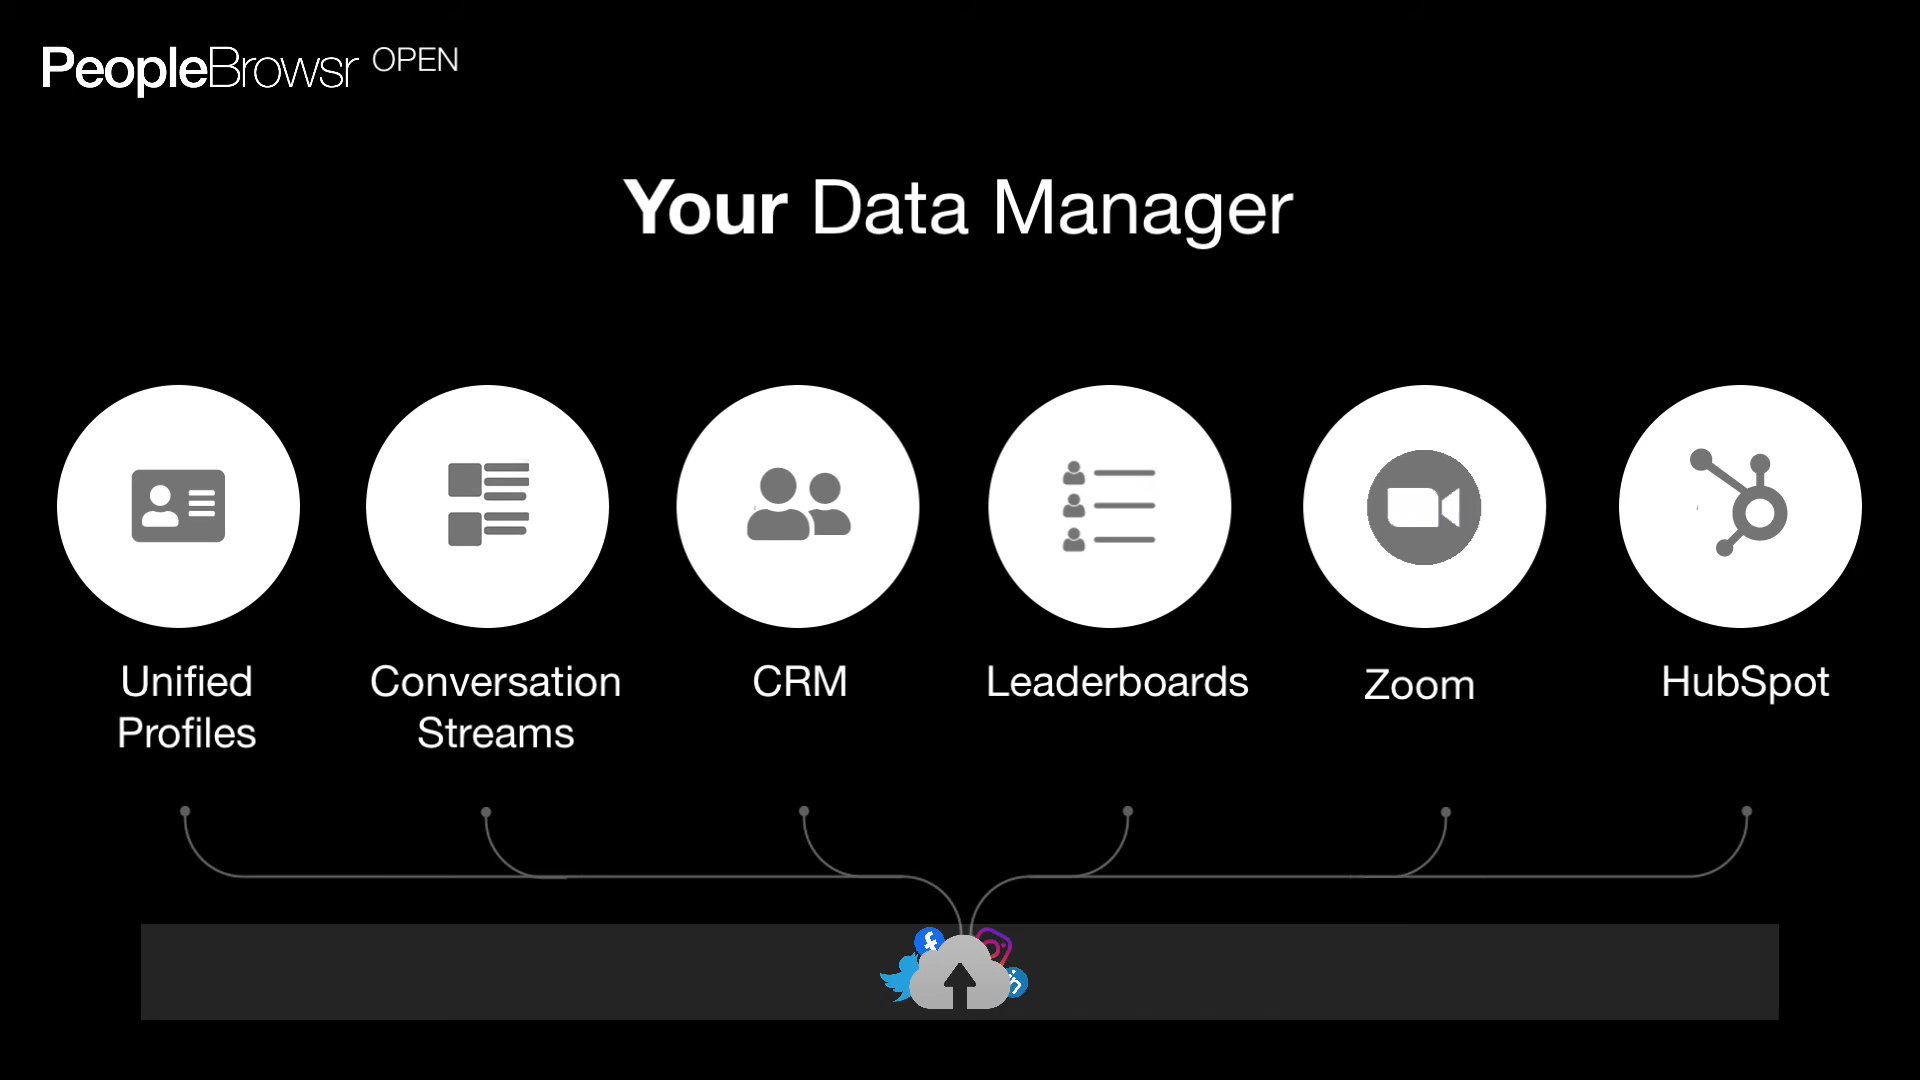 PeopleBrowsr OPEN
Your Data Manager
Unified
Profiles
Conversation
Streams
CRM
Leaderboards
Zoom
HubSpot